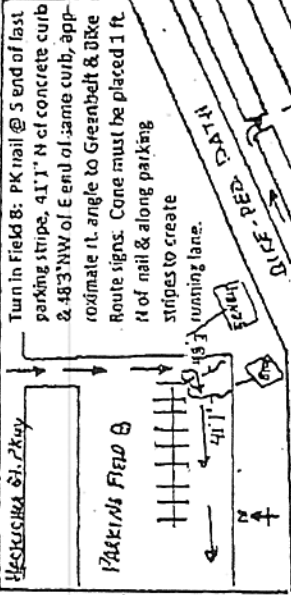 Turn in Field 8: PK nail @ S end of last
parking stripe, 41'1" N of concrete curb
& 48'3" NW of E end of same curb, app-
roximate rt. angle to Greenbelt & Bike
Route signs. Cone must be placed 1 ft.
N of nail & along parking
stripes to create
running lane.
Heckscher St. Pkwy
PARKING FIELD 8
BIKE-PED PATH
48'3"
41'1"
N